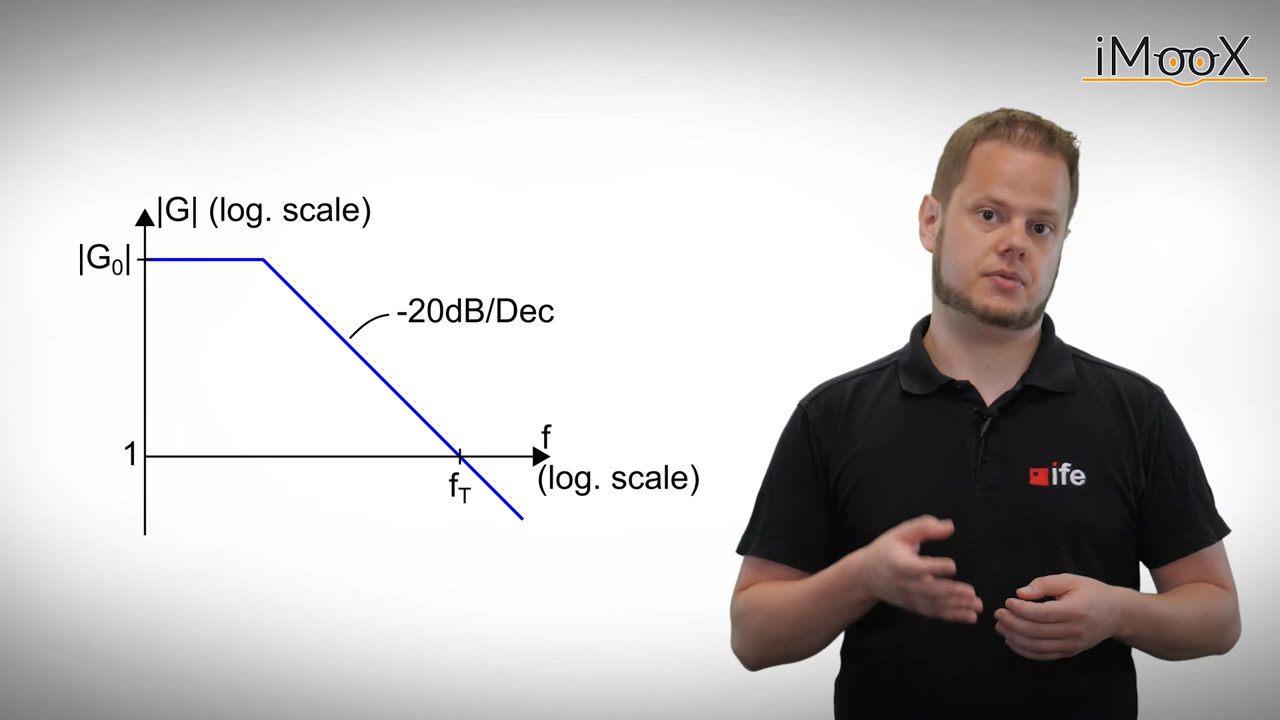 iMooX
|G| (log. scale)
|G₀|
-20dB/Dec
1
f
(log. scale)
fT
ife